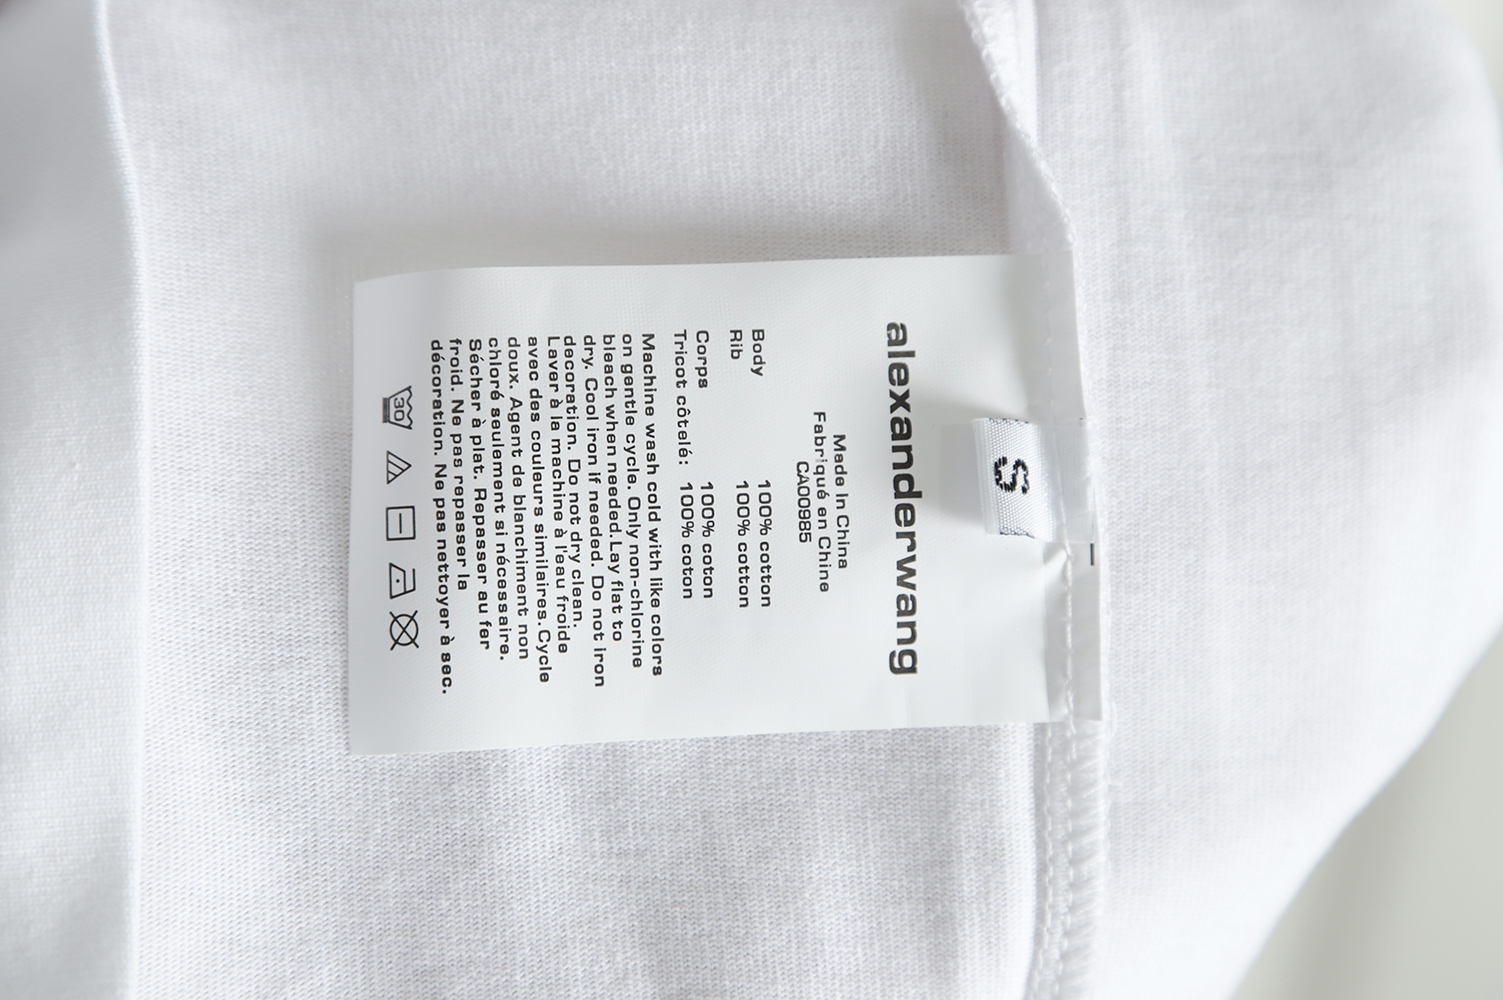 S
alexanderwang
Made In China
Fabriqué en Chine
CA00985
Body 100% cotton
Rib 100% cotton
Corps 100% coton
Tricot côtelé: 100% coton
Machine wash cold with like colors
on gentle cycle. Only non-chlorine
bleach when needed.Lay flat to
dry. Cool iron if needed. Do not iron
decoration. Do not dry clean.
Laver à la machine à l'eau froide
avec des couleurs similaires.Cycle
doux. Agent de blanchiment non
chloré seulement si nécessaire.
Sécher à plat. Repasser au fer
froid. Ne pas repasser la
décoration. Ne pas nettoyer à sec.
30